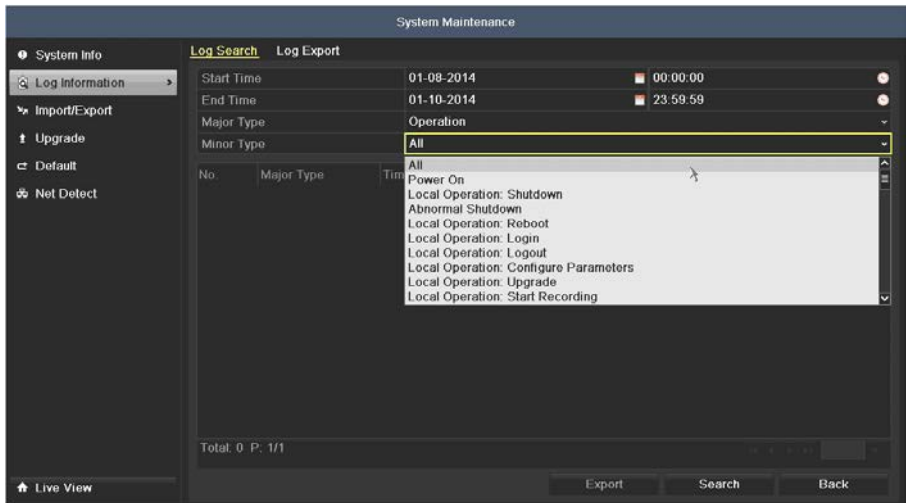 System Maintenance
System Info
Log Information
Import/Export
Upgrade
Default
Net Detect
Live View
Log Search Log Export
Start Time 01-08-2014 00:00:00
End Time 01-10-2014 23:59:59
Major Type Operation
Minor Type All
No. Major Type Tim
All
Power On
Local Operation: Shutdown
Abnormal Shutdown
Local Operation: Reboot
Local Operation: Login
Local Operation: Logout
Local Operation: Configure Parameters
Local Operation: Upgrade
Local Operation: Start Recording
Total: 0 P: 1/1
Export Search Back